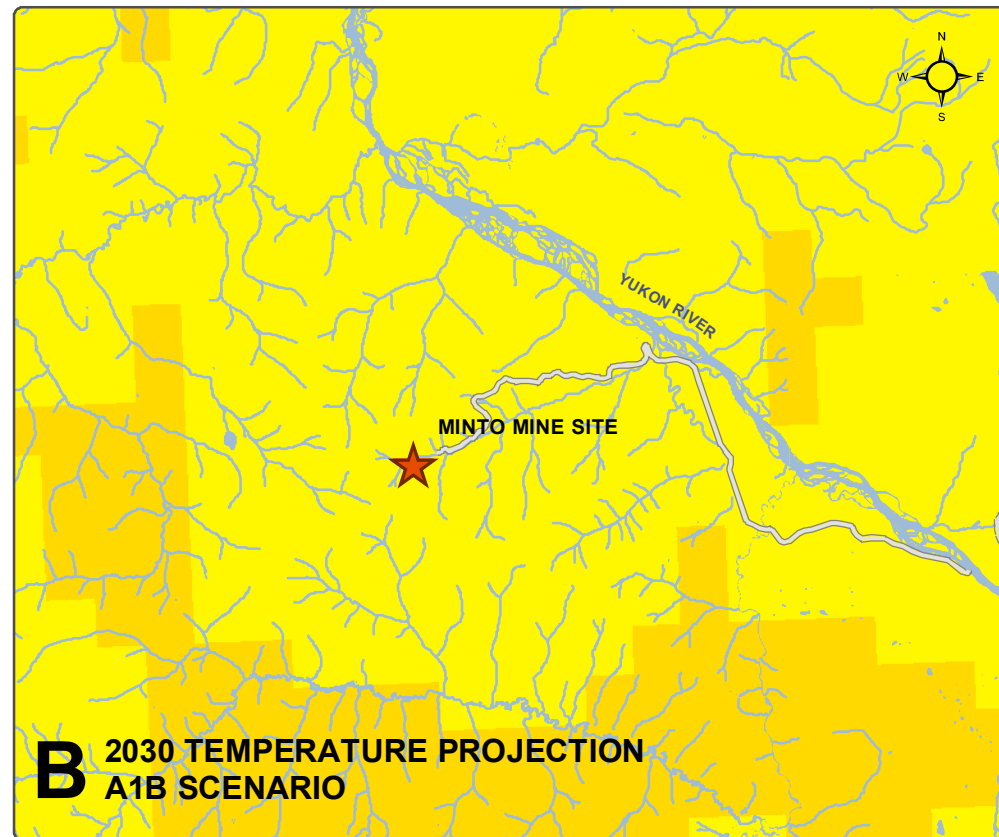 N
W E
S
YUKON RIVER
MINTO MINE SITE
B 2030 TEMPERATURE PROJECTION
A1B SCENARIO